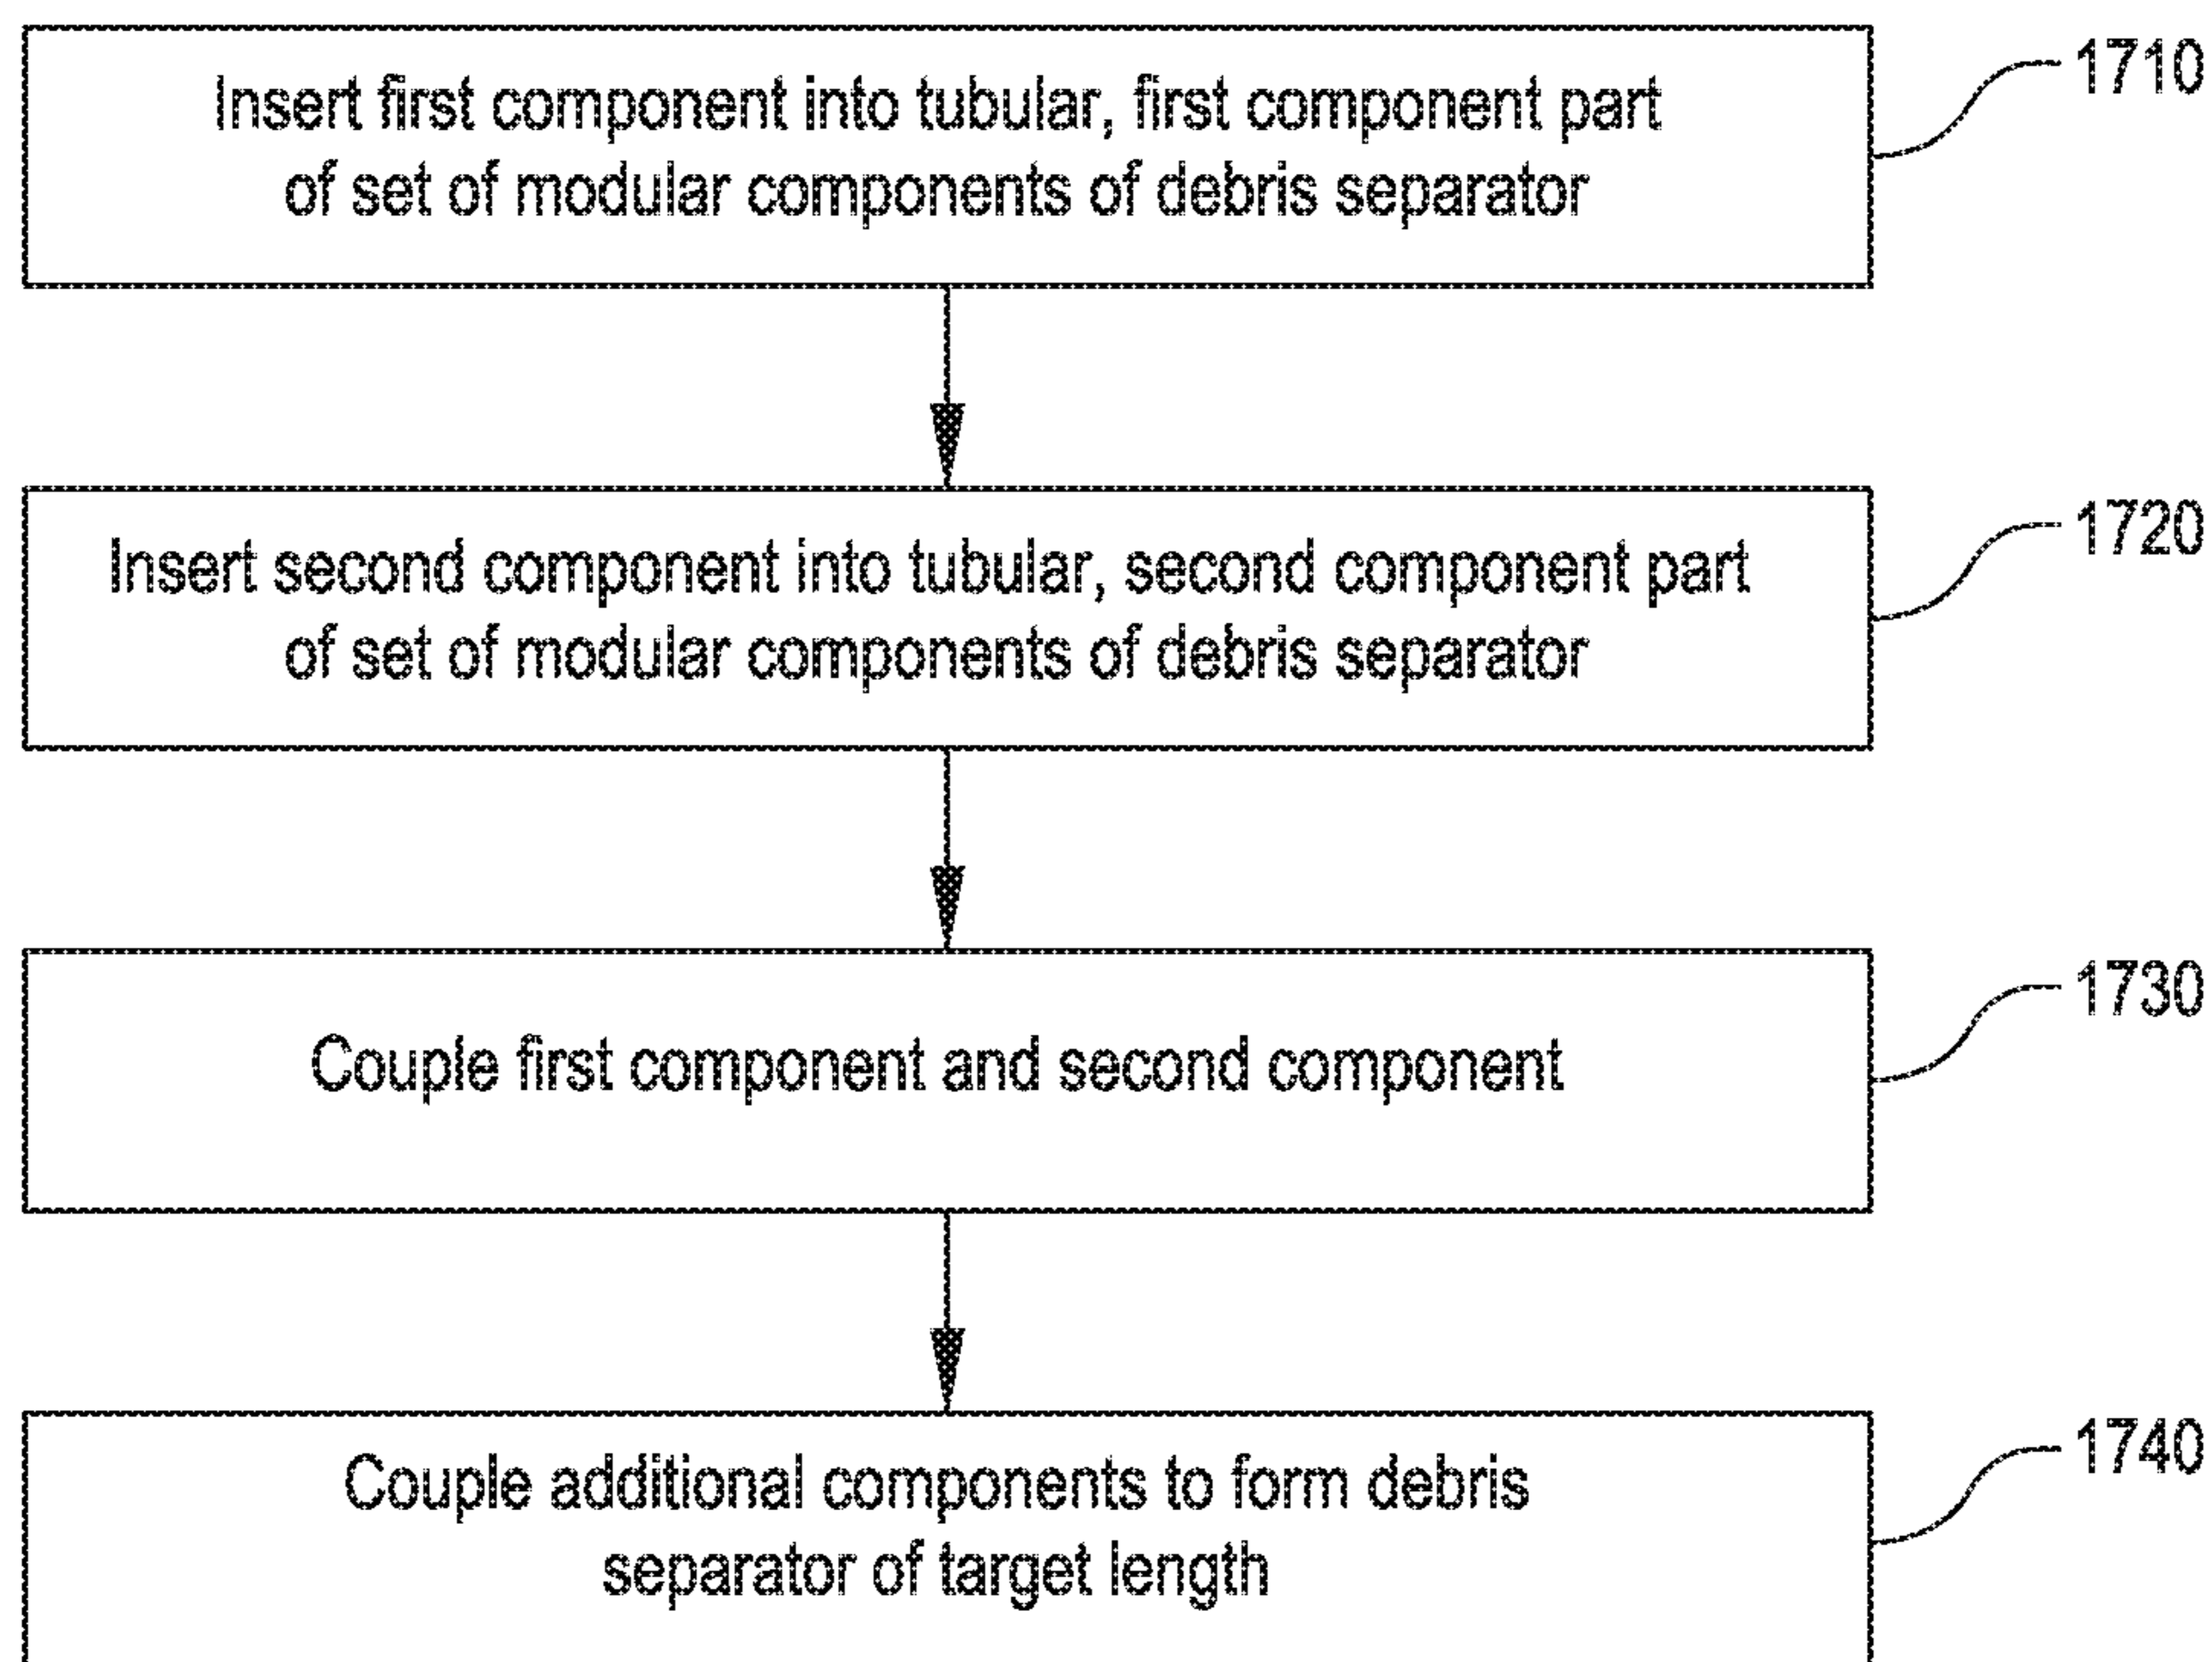 Insert first component into tubular, first component part
of set of modular components of debris separator
1710
Insert second component into tubular, second component part
of set of modular components of debris separator
1720
Couple first component and second component
1730
Couple additional components to form debris
separator of target length
1740